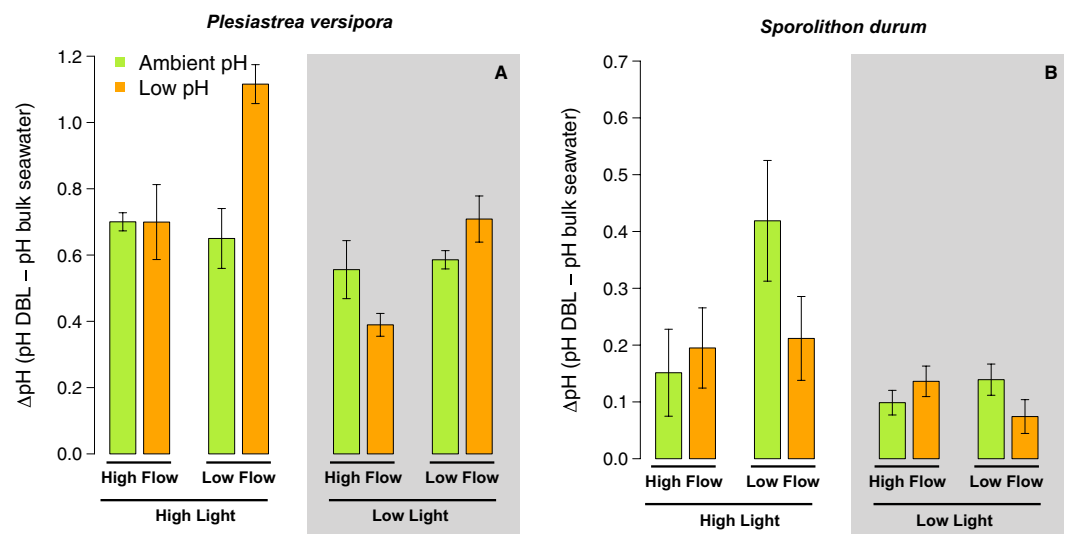 Plesiastrea versipora
Ambient pH
Low pH
A
ΔpH (pH DBL – pH bulk seawater)
1.2
1.0
0.8
0.6
0.4
0.2
0.0
High Flow Low Flow High Flow Low Flow
High Light Low Light
Sporolithon durum
B
ΔpH (pH DBL – pH bulk seawater)
0.7
0.6
0.5
0.4
0.3
0.2
0.1
0.0
High Flow Low Flow High Flow Low Flow
High Light Low Light